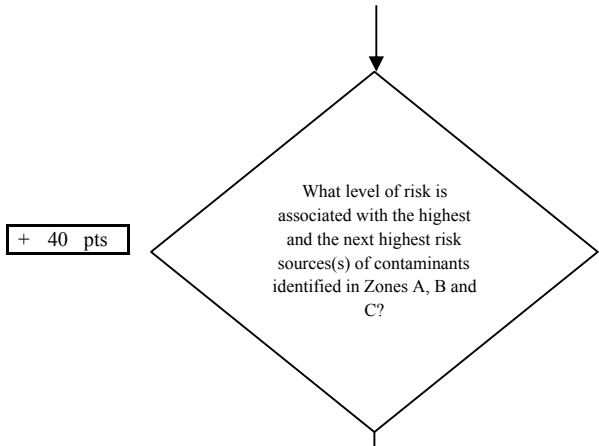 What level of risk is
associated with the highest
and the next highest risk
sources(s) of contaminants
identified in Zones A, B and
C?
+ 40 pts